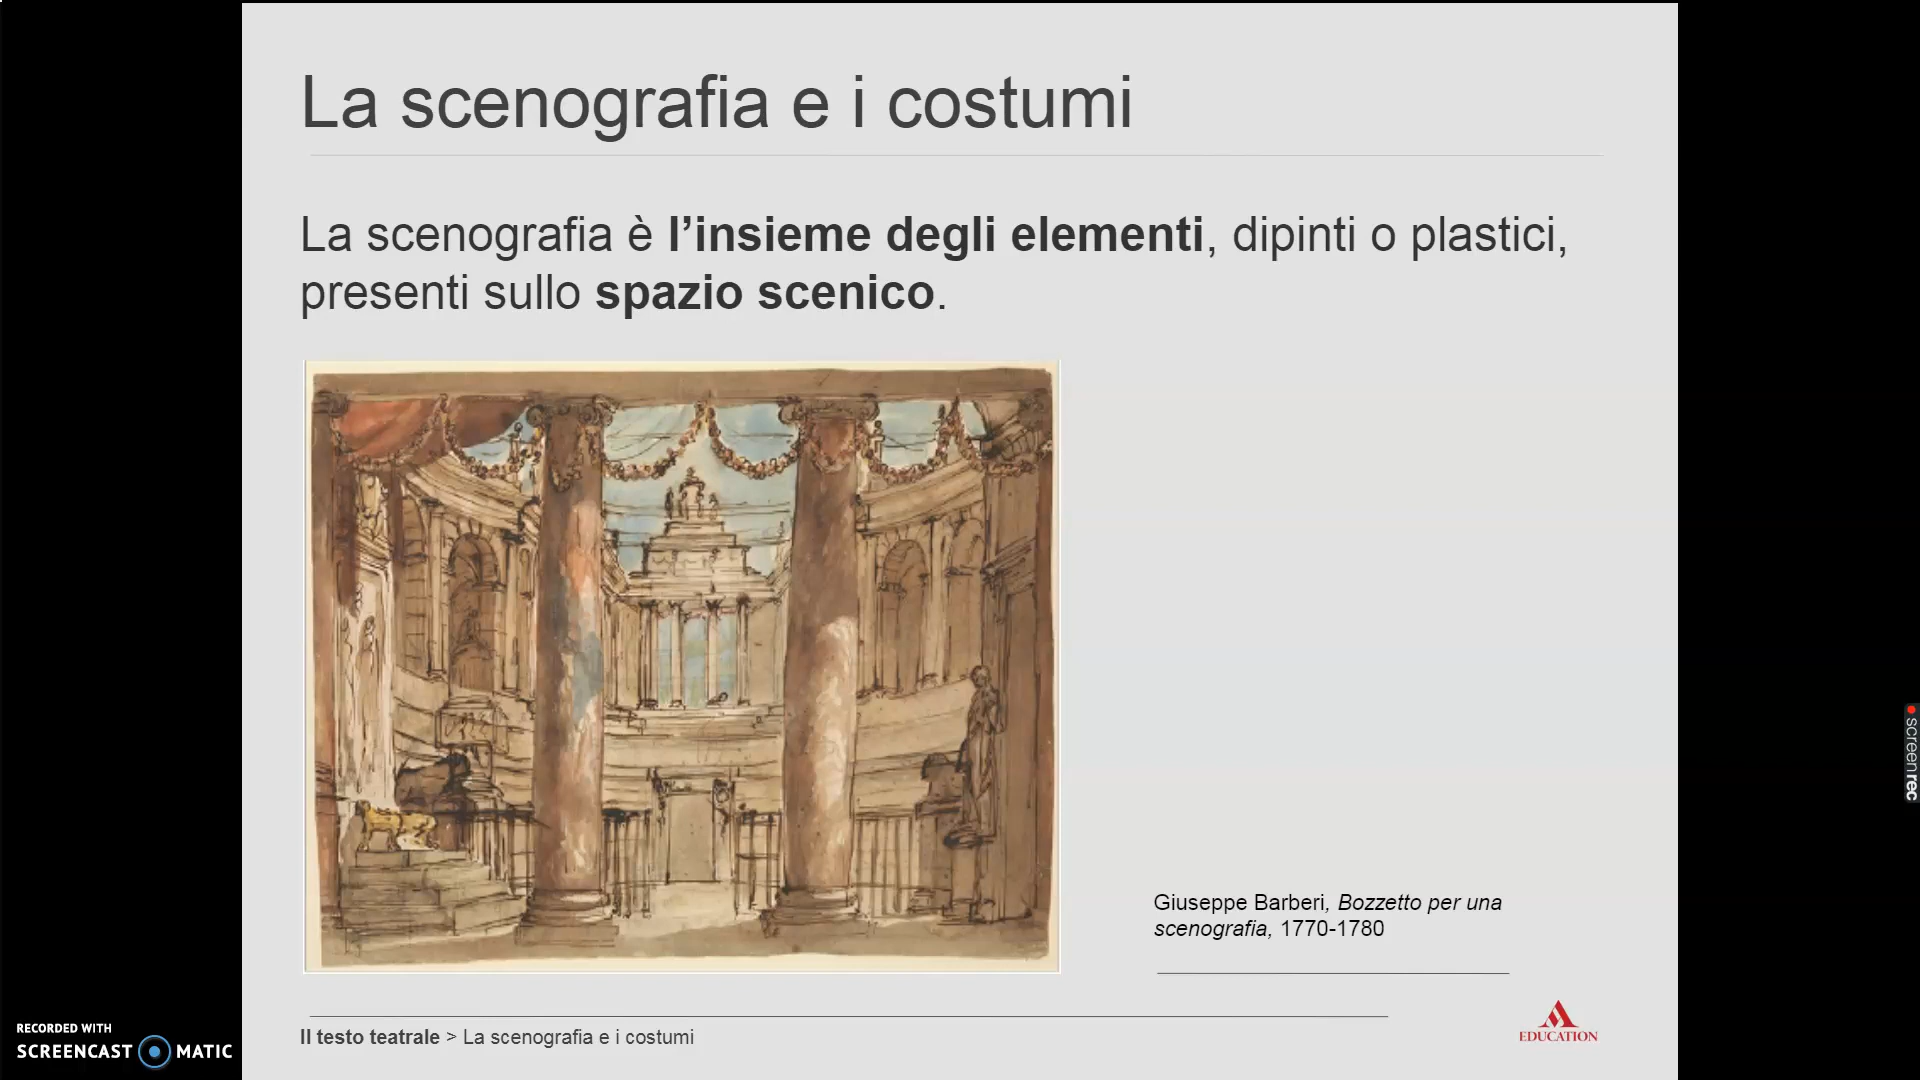 La scenografia e i costumi
La scenografia è l’insieme degli elementi, dipinti o plastici,
presenti sullo spazio scenico.
Giuseppe Barberi, Bozzetto per una
scenografia, 1770-1780
Il testo teatrale > La scenografia e i costumi
EDUCATION
RECORDED WITH
SCREENCAST MATIC
screenrec